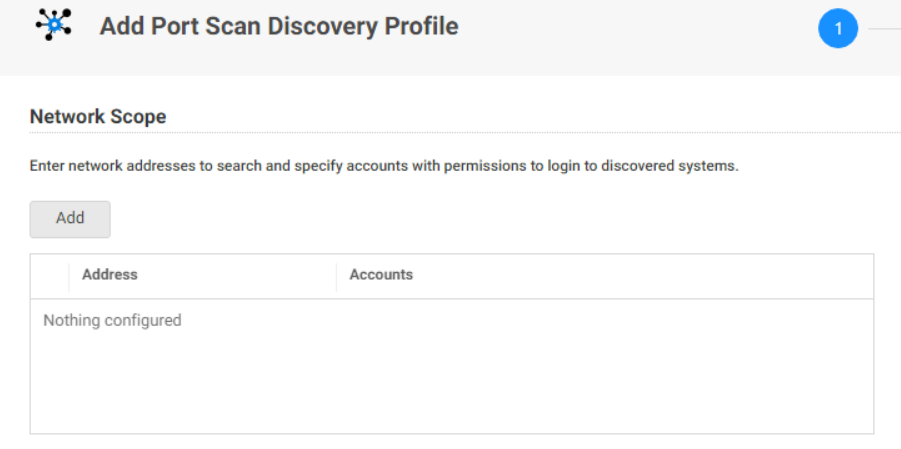 Add Port Scan Discovery Profile
1
Network Scope
Enter network addresses to search and specify accounts with permissions to login to discovered systems.
Add
Address Accounts
Nothing configured